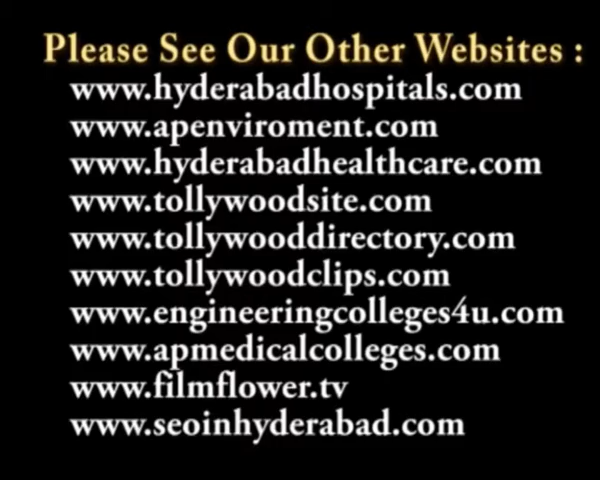 Please See Our Other Websites :
www.hyderabadhospitals.com
www.apenviroment.com
www.hyderabadhealthcare.com
www.tollywoodsite.com
www.tollywooddirectory.com
www.tollywoodclips.com
www.engineeringcolleges4u.com
www.apmedicalcolleges.com
www.filmflower.tv
www.seoinhyderabad.com